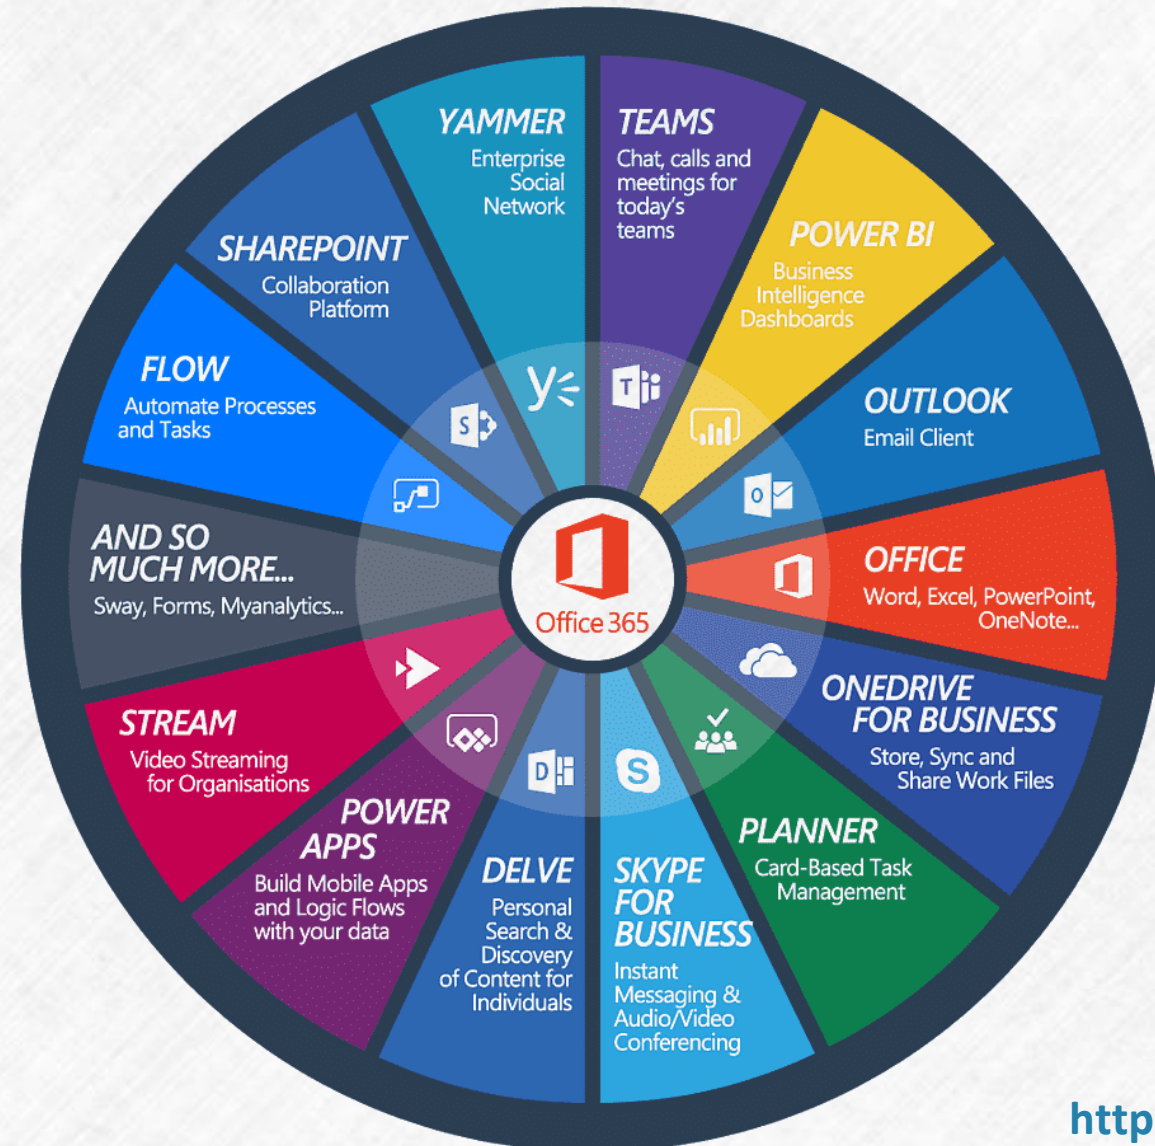 YAMMER
Enterprise
Social
Network
TEAMS
Chat, calls and
meetings for
today's
teams
POWER BI
Business
Intelligence
Dashboards
OUTLOOK
Email Client
OFFICE
Word, Excel, PowerPoint,
OneNote...
ONEDRIVE
FOR BUSINESS
Store, Sync and
Share Work Files
PLANNER
Card-Based Task
Management
SKYPE
FOR
BUSINESS
Instant
Messaging &
Audio/Video
Conferencing
DELVE
Personal
Search &
Discovery
of Content for
Individuals
POWER
APPS
Build Mobile Apps
and Logic Flows
with your data
STREAM
Video Streaming
for Organisations
AND SO
MUCH MORE...
Sway, Forms, Myanalytics...
FLOW
Automate Processes
and Tasks
SHAREPOINT
Collaboration
Platform
y
T
O
S
D
S
Office 365
http